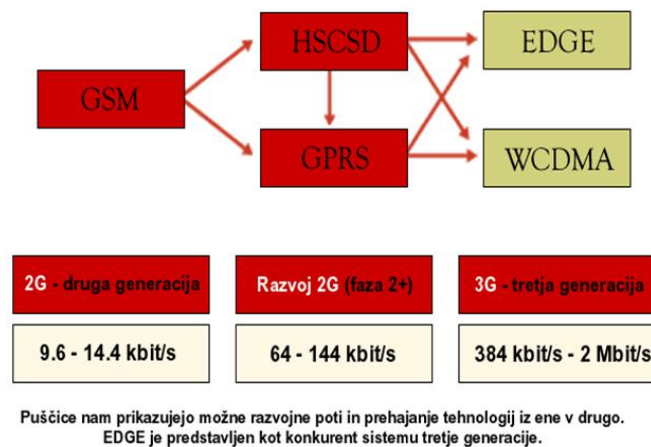 HSCSD
EDGE
GSM
GPRS
WCDMA
2G - druga generacija
Razvoj 2G (faza 2+)
3G - tretja generacija
9.6 - 14.4 kbit/s
64 - 144 kbit/s
384 kbit/s - 2 Mbit/s
Puščice nam prikazujejo možne razvojne poti in prehajanje tehnologij iz ene v drugo.
EDGE je predstavljen kot konkurent sistemu tretje generacije.